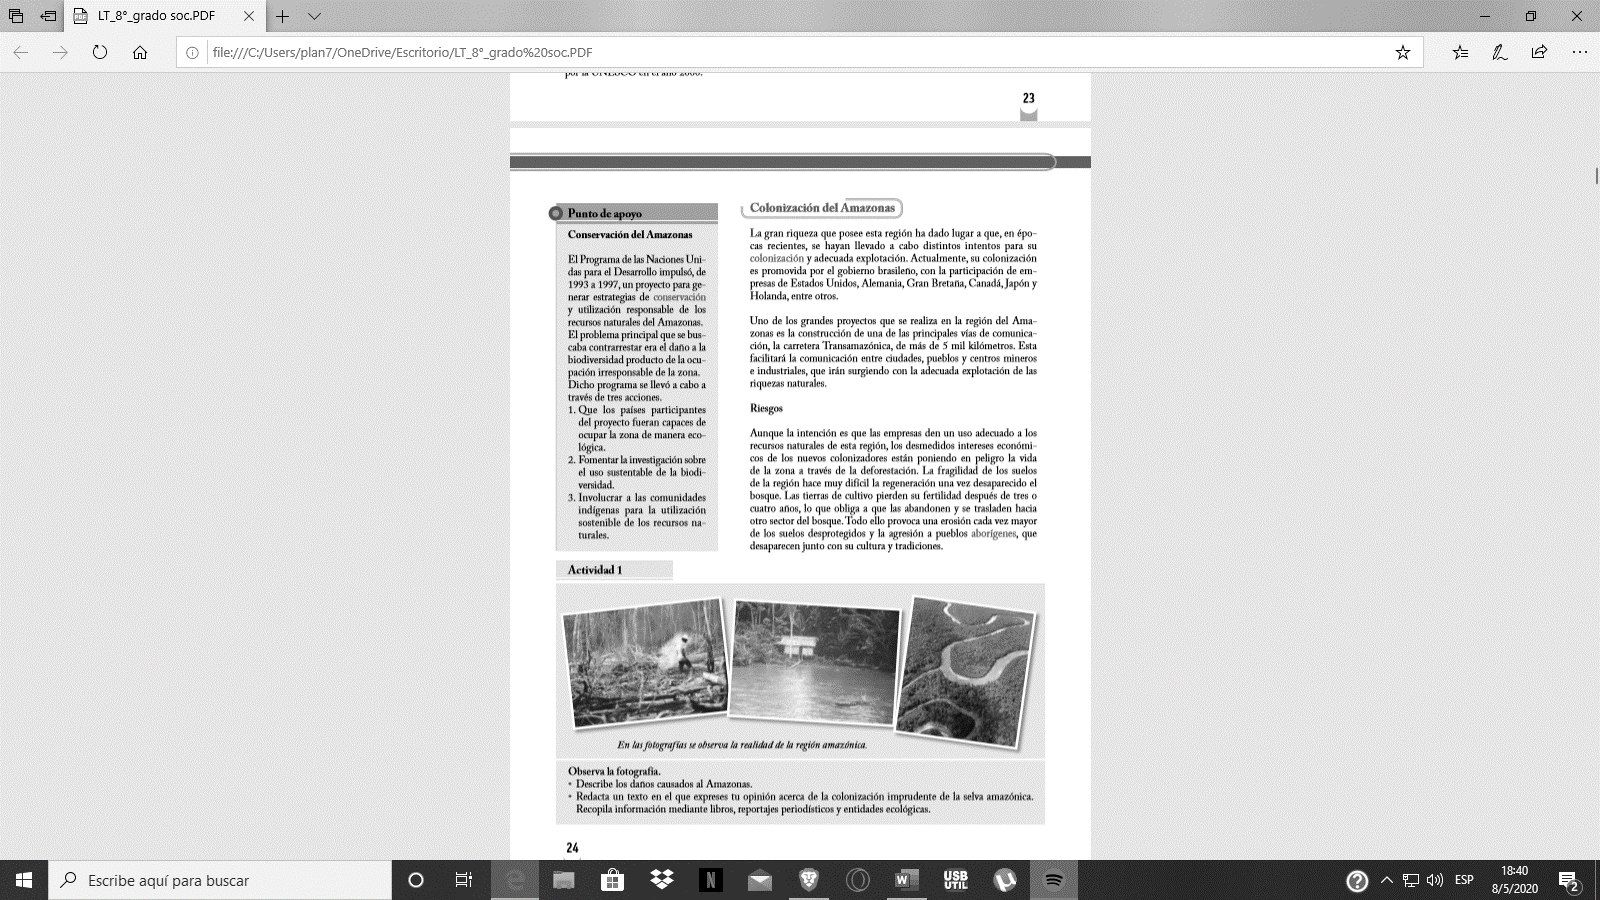 LT_8°_grado soc.PDF
file:///C:/Users/plan7/OneDrive/Escritorio/LT_8°_grado%20soc.PDF
por la UNESCO en el año 2000.
23
Punto de apoyo
Conservación del Amazonas
El Programa de las Naciones Uni-
das para el Desarrollo impulsó, de
1993 a 1997, un proyecto para ge-
nerar estrategias de conservación
y utilización responsable de los
recursos naturales del Amazonas.
El problema principal que se bus-
caba contrarrestar era el daño a la
biodiversidad producto de la ocu-
pación irresponsable de la zona.
Dicho programa se llevó a cabo a
través de tres acciones.
1. Que los países participantes
del proyecto fueran capaces de
ocupar la zona de manera eco-
lógica.
2. Fomentar la investigación sobre
el uso sustentable de la biodi-
versidad.
3. Involucrar a las comunidades
indígenas para la utilización
sostenible de los recursos na-
turales.
Colonización del Amazonas
La gran riqueza que posee esta región ha dado lugar a que, en épo-
cas recientes, se hayan llevado a cabo distintos intentos para su
colonización y adecuada explotación. Actualmente, su colonización
es promovida por el gobierno brasileño, con la participación de em-
presas de Estados Unidos, Alemania, Gran Bretaña, Canadá, Japón y
Holanda, entre otros.
Uno de los grandes proyectos que se realiza en la región del Ama-
zonas es la construcción de una de las principales vías de comunica-
ción, la carretera Transamazónica, de más de 5 mil kilómetros. Esta
facilitará la comunicación entre ciudades, pueblos y centros mineros
e industriales, que irán surgiendo con la adecuada explotación de las
riquezas naturales.
Riesgos
Aunque la intención es que las empresas den un uso adecuado a los
recursos naturales de esta región, los desmedidos intereses económi-
cos de los nuevos colonizadores están poniendo en peligro la vida
de la zona a través de la deforestación. La fragilidad de los suelos
de la región hace muy difícil la regeneración una vez desaparecido el
bosque. Las tierras de cultivo pierden su fertilidad después de tres o
cuatro años, lo que obliga a que las abandonen y se trasladen hacia
otro sector del bosque. Todo ello provoca una erosión cada vez mayor
de los suelos desprotegidos y la agresión a pueblos aborígenes, que
desaparecen junto con su cultura y tradiciones.
Actividad 1
En las fotografías se observa la realidad de la región amazónica.
Observa la fotografía.
• Describe los daños causados al Amazonas.
• Redacta un texto en el que expreses tu opinión acerca de la colonización imprudente de la selva amazónica.
Recopila información mediante libros, reportajes periodísticos y entidades ecológicas.
24
Escribe aquí para buscar
USB
UTIL
ESP
18:40
8/5/2020
2